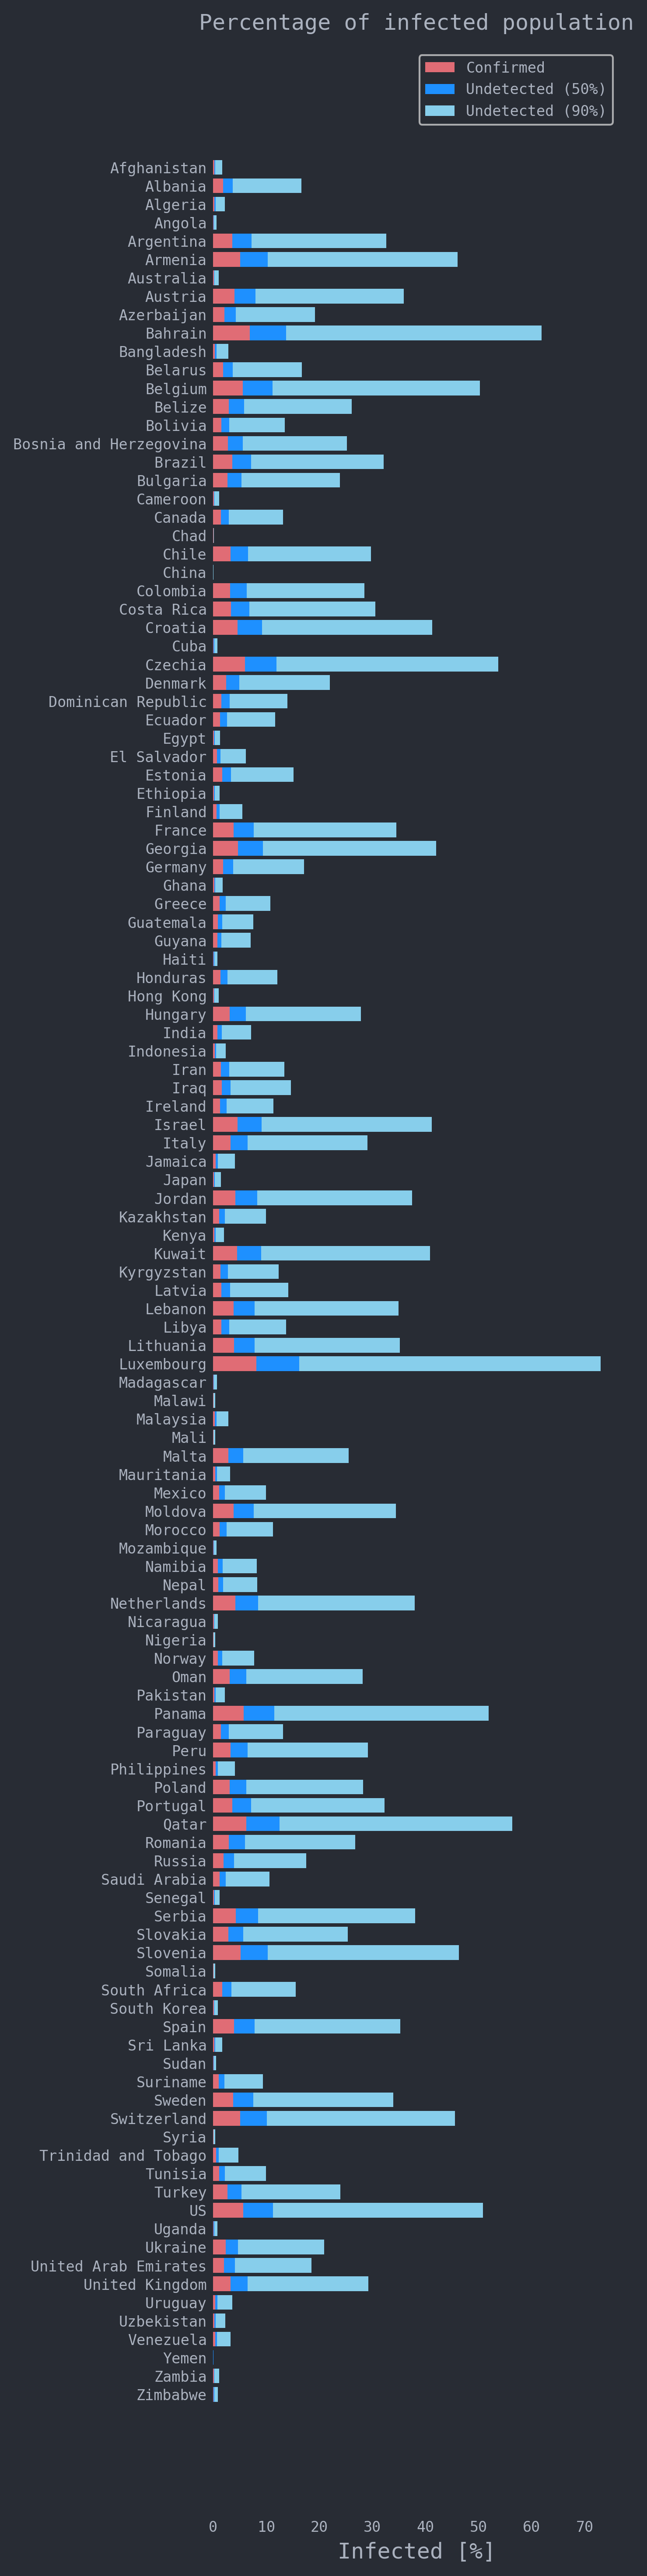 Percentage of infected population
Confirmed
Undetected (50%)
Undetected (90%)
Afghanistan
Albania
Algeria
Angola
Argentina
Armenia
Australia
Austria
Azerbaijan
Bahrain
Bangladesh
Belarus
Belgium
Belize
Bolivia
Bosnia and Herzegovina
Brazil
Bulgaria
Cameroon
Canada
Chad
Chile
China
Colombia
Costa Rica
Croatia
Cuba
Czechia
Denmark
Dominican Republic
Ecuador
Egypt
El Salvador
Estonia
Ethiopia
Finland
France
Georgia
Germany
Ghana
Greece
Guatemala
Guyana
Haiti
Honduras
Hong Kong
Hungary
India
Indonesia
Iran
Iraq
Ireland
Israel
Italy
Jamaica
Japan
Jordan
Kazakhstan
Kenya
Kuwait
Kyrgyzstan
Latvia
Lebanon
Libya
Lithuania
Luxembourg
Madagascar
Malawi
Malaysia
Mali
Malta
Mauritania
Mexico
Moldova
Morocco
Mozambique
Namibia
Nepal
Netherlands
Nicaragua
Nigeria
Norway
Oman
Pakistan
Panama
Paraguay
Peru
Philippines
Poland
Portugal
Qatar
Romania
Russia
Saudi Arabia
Senegal
Serbia
Slovakia
Slovenia
Somalia
South Africa
South Korea
Spain
Sri Lanka
Sudan
Suriname
Sweden
Switzerland
Syria
Trinidad and Tobago
Tunisia
Turkey
US
Uganda
Ukraine
United Arab Emirates
United Kingdom
Uruguay
Uzbekistan
Venezuela
Yemen
Zambia
Zimbabwe
0 10 20 30 40 50 60 70
Infected [%]